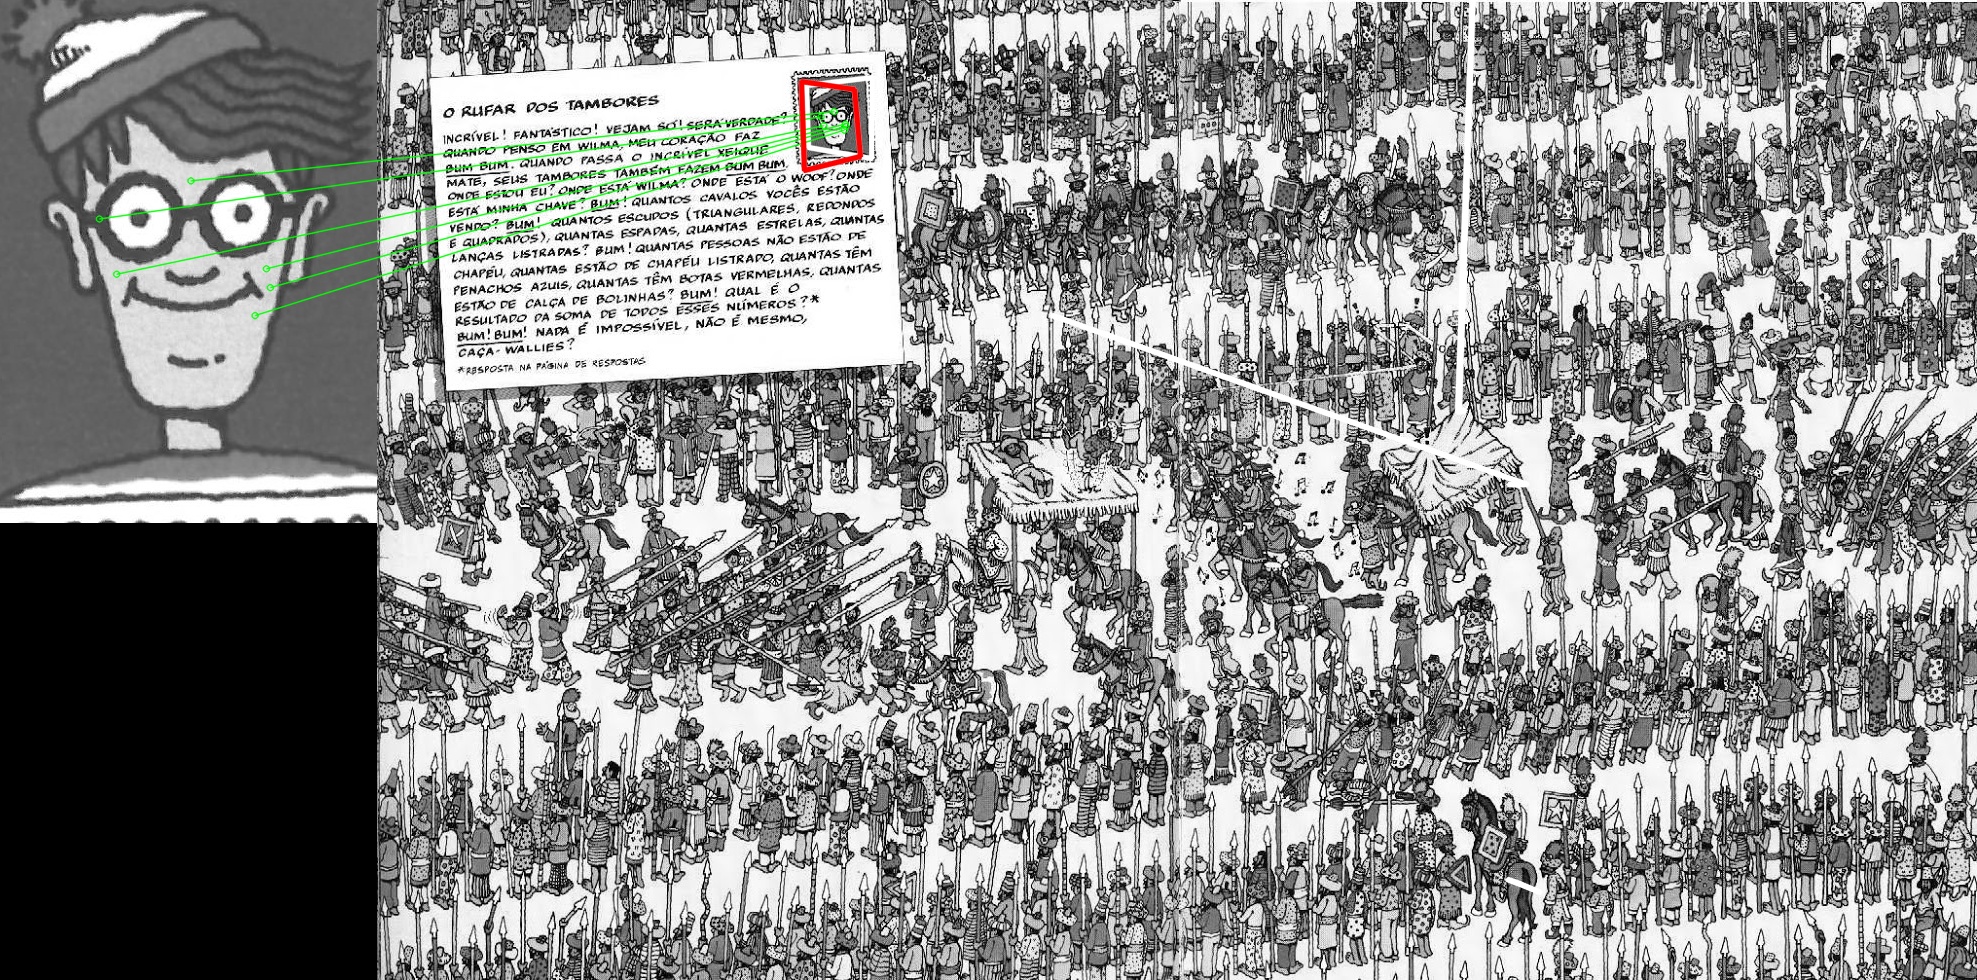 O RUFAR DOS TAMBORES
INCRÍVEL! FANTÁSTICO! VEJAM SÓ! SERÁ VERDADE?
QUANDO PENSO EM WILMA, MEU CORAÇÃO FAZ
BUM BUM. QUANDO PASSA O INCRÍVEL XEIQUE
MATE, SEUS TAMBORES TAMBÉM FAZEM BUM BUM.
ONDE ESTOU EU? ONDE ESTÁ WILMA? ONDE ESTÁ O WOOF? ONDE
ESTÁ MINHA CHAVE? BUM! QUANTOS CAVALOS VOCÊS ESTÃO
VENDO? BUM! QUANTOS ESCUDOS (TRIANGULARES, REDONDOS
E QUADRADOS), QUANTAS ESPADAS, QUANTAS ESTRELAS, QUANTAS
LANÇAS LISTRADAS? BUM! QUANTAS PESSOAS NÃO ESTÃO DE
CHAPÉU, QUANTAS ESTÃO DE CHAPÉU LISTRADO, QUANTAS TÊM
PENACHOS AZUIS, QUANTAS TÊM BOTAS VERMELHAS, QUANTAS
ESTÃO DE CALÇA DE BOLINHAS? BUM! QUAL É O
RESULTADO DA SOMA DE TODOS ESSES NÚMEROS?*
BUM! BUM! NADA É IMPOSSÍVEL, NÃO É MESMO,
CAÇA-WALLIES?
*RESPOSTA NA PÁGINA DE RESPOSTAS